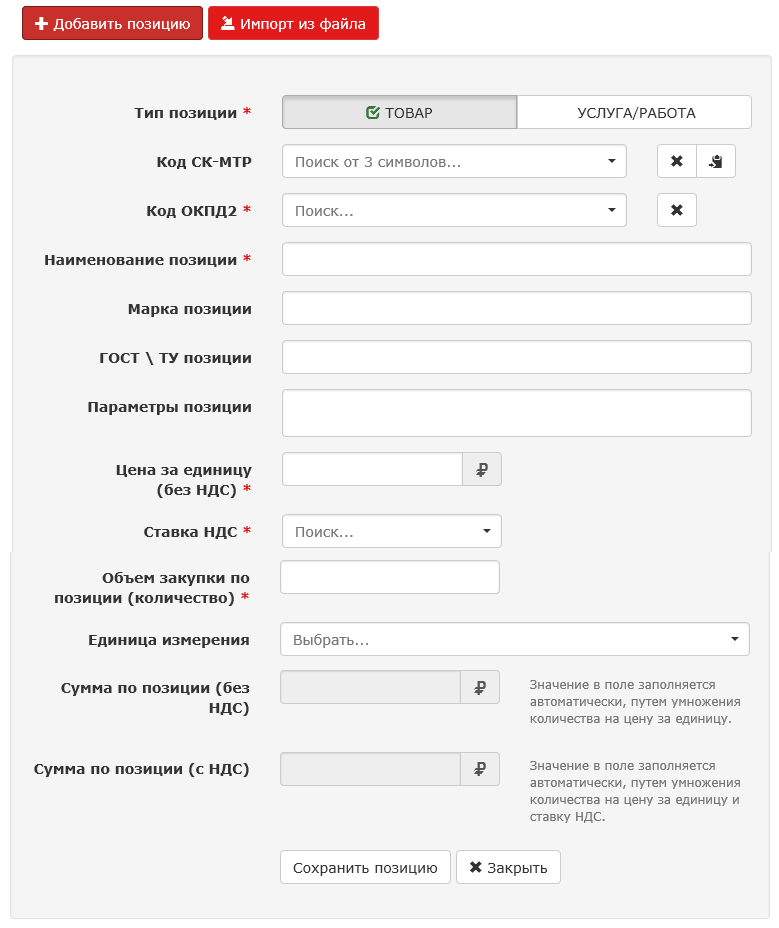 Добавить позицию Импорт из файла
Тип позиции * ТОВАР УСЛУГА/РАБОТА
Код СК-МТР Поиск от 3 символов...
Код ОКПД2 * Поиск...
Наименование позиции *
Марка позиции
ГОСТ \ ТУ позиции
Параметры позиции
Цена за единицу
(без НДС) * ₽
Ставка НДС * Поиск...
Объем закупки по
позиции (количество) *
Единица измерения Выбрать...
Сумма по позиции (без
НДС) ₽
Значение в поле заполняется
автоматически, путем умножения
количества на цену за единицу.
Сумма по позиции (с НДС) ₽
Значение в поле заполняется
автоматически, путем умножения
количества на цену за единицу и
ставку НДС.
Сохранить позицию Закрыть